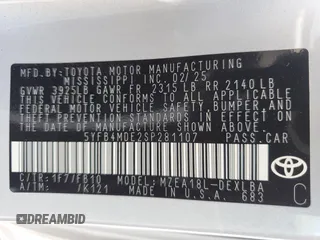 MFD.BY:TOYOTA MOTOR MANUFACTURING
MISSISSIPPI, INC. 02/25
GVWR 3925LB GAWR FR 2315 LB RR 2140 LB
THIS VEHICLE CONFORMS TO ALL APPLICABLE
FEDERAL MOTOR VEHICLE SAFETY, BUMPER, AND
THEFT PREVENTION STANDARDS IN EFFECT ON
THE DATE OF MANUFACTURE SHOWN ABOVE.
5YFB4MDE2SP281107 PASS.CAR
C/TR:1F7/FB10 MODEL:MZEA18L-DEXLBA
A/TM: /K121 MADE IN U.S.A. 683
TOYOTA
C
DREAMBID